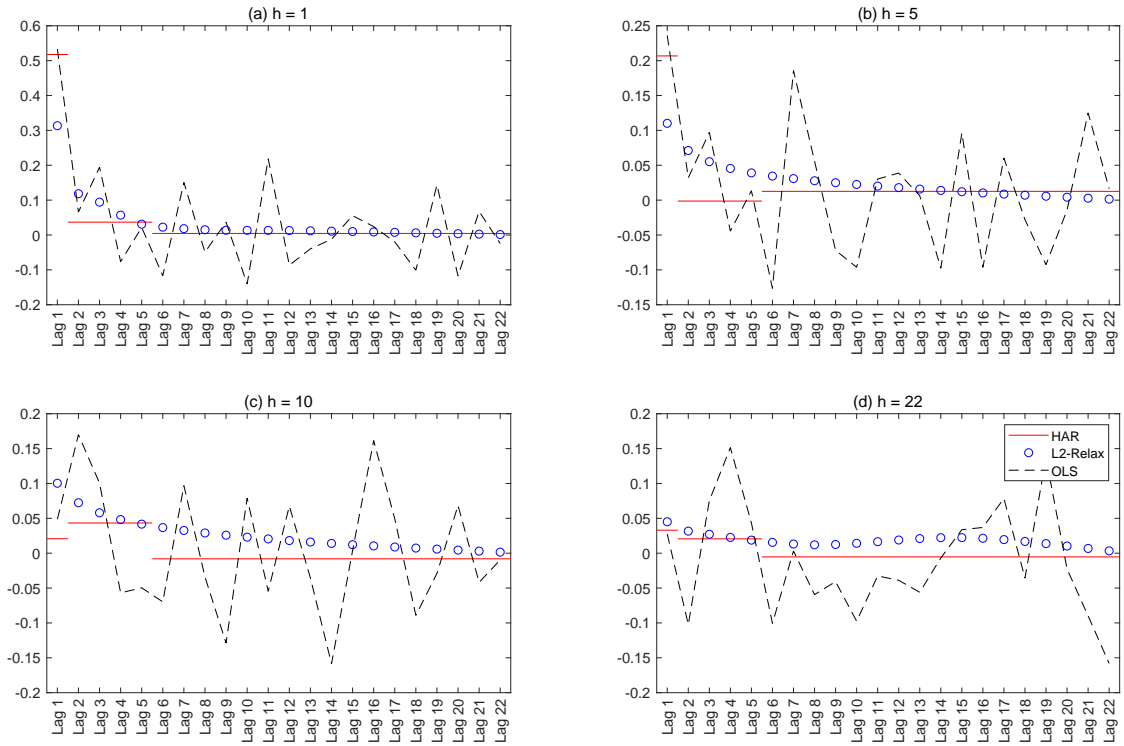 (a) h = 1
0.6
0.5
0.4
0.3
0.2
0.1
0
-0.1
-0.2
Lag 1
Lag 2
Lag 3
Lag 4
Lag 5
Lag 6
Lag 7
Lag 8
Lag 9
Lag 10
Lag 11
Lag 12
Lag 13
Lag 14
Lag 15
Lag 16
Lag 17
Lag 18
Lag 19
Lag 20
Lag 21
Lag 22
(b) h = 5
0.25
0.2
0.15
0.1
0.05
0
-0.05
-0.1
-0.15
Lag 1
Lag 2
Lag 3
Lag 4
Lag 5
Lag 6
Lag 7
Lag 8
Lag 9
Lag 10
Lag 11
Lag 12
Lag 13
Lag 14
Lag 15
Lag 16
Lag 17
Lag 18
Lag 19
Lag 20
Lag 21
Lag 22
(c) h = 10
0.2
0.15
0.1
0.05
0
-0.05
-0.1
-0.15
-0.2
Lag 1
Lag 2
Lag 3
Lag 4
Lag 5
Lag 6
Lag 7
Lag 8
Lag 9
Lag 10
Lag 11
Lag 12
Lag 13
Lag 14
Lag 15
Lag 16
Lag 17
Lag 18
Lag 19
Lag 20
Lag 21
Lag 22
(d) h = 22
0.2
0.15
0.1
0.05
0
-0.05
-0.1
-0.15
-0.2
HAR
L2-Relax
OLS
Lag 1
Lag 2
Lag 3
Lag 4
Lag 5
Lag 6
Lag 7
Lag 8
Lag 9
Lag 10
Lag 11
Lag 12
Lag 13
Lag 14
Lag 15
Lag 16
Lag 17
Lag 18
Lag 19
Lag 20
Lag 21
Lag 22